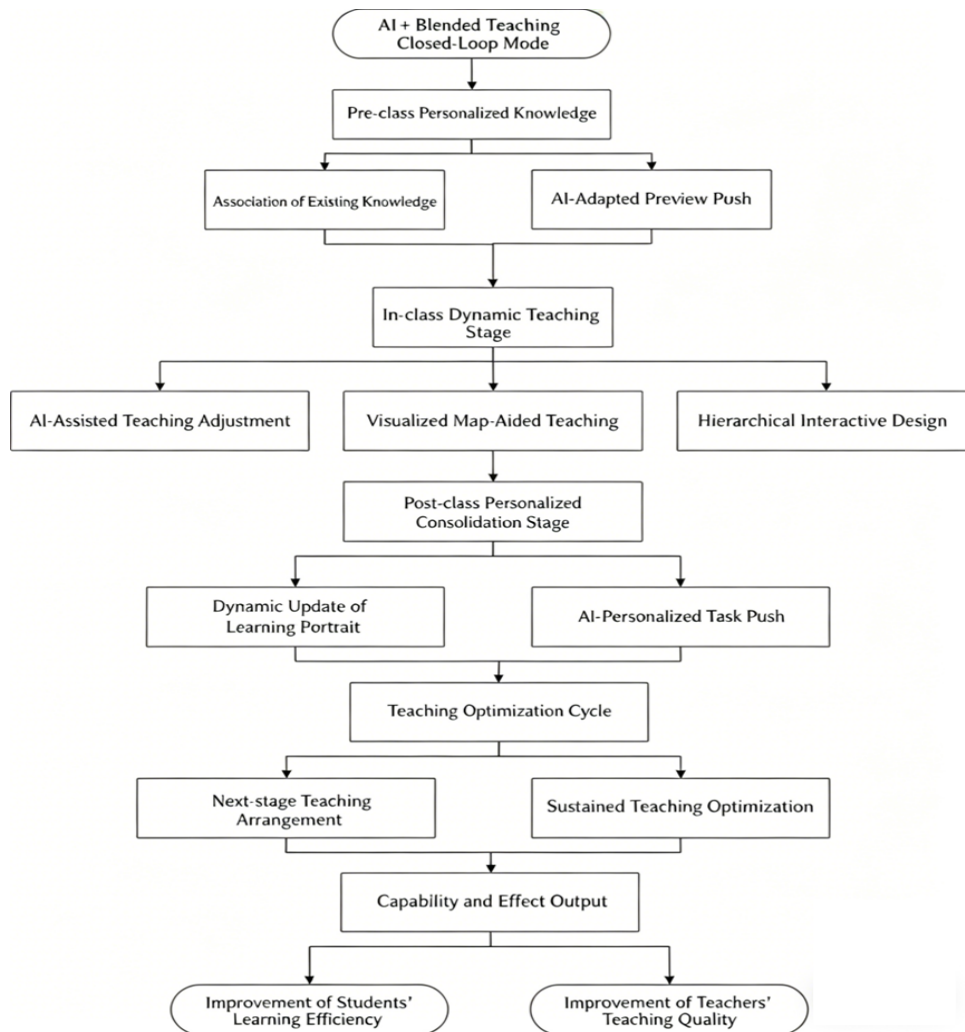 AI + Blended Teaching
Closed-Loop Mode
Pre-class Personalized Knowledge
Association of Existing Knowledge
AI-Adapted Preview Push
In-class Dynamic Teaching
Stage
AI-Assisted Teaching Adjustment
Visualized Map-Aided Teaching
Hierarchical Interactive Design
Post-class Personalized
Consolidation Stage
Dynamic Update of
Learning Portrait
AI-Personalized Task Push
Teaching Optimization Cycle
Next-stage Teaching
Arrangement
Sustained Teaching Optimization
Capability and Effect Output
Improvement of Students'
Learning Efficiency
Improvement of Teachers'
Teaching Quality